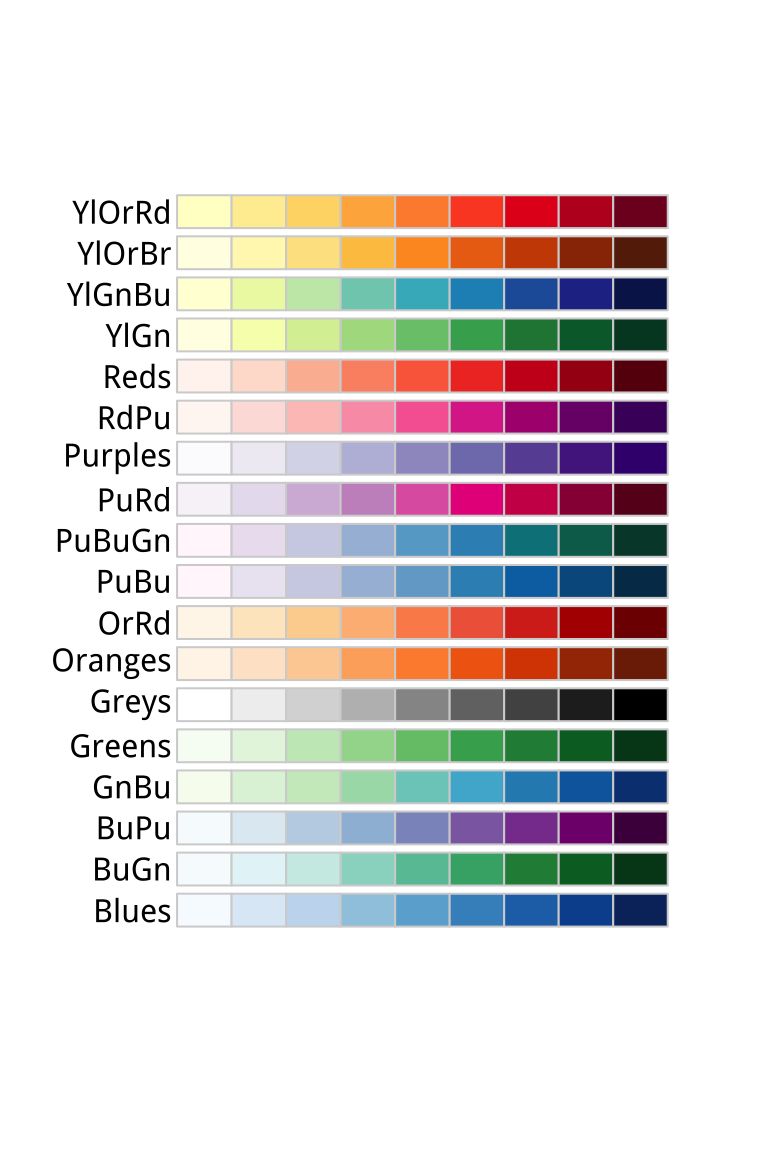 YlOrRd
YlOrBr
YlGnBu
YlGn
Reds
RdPu
Purples
PuRd
PuBuGn
PuBu
OrRd
Oranges
Greys
Greens
GnBu
BuPu
BuGn
Blues